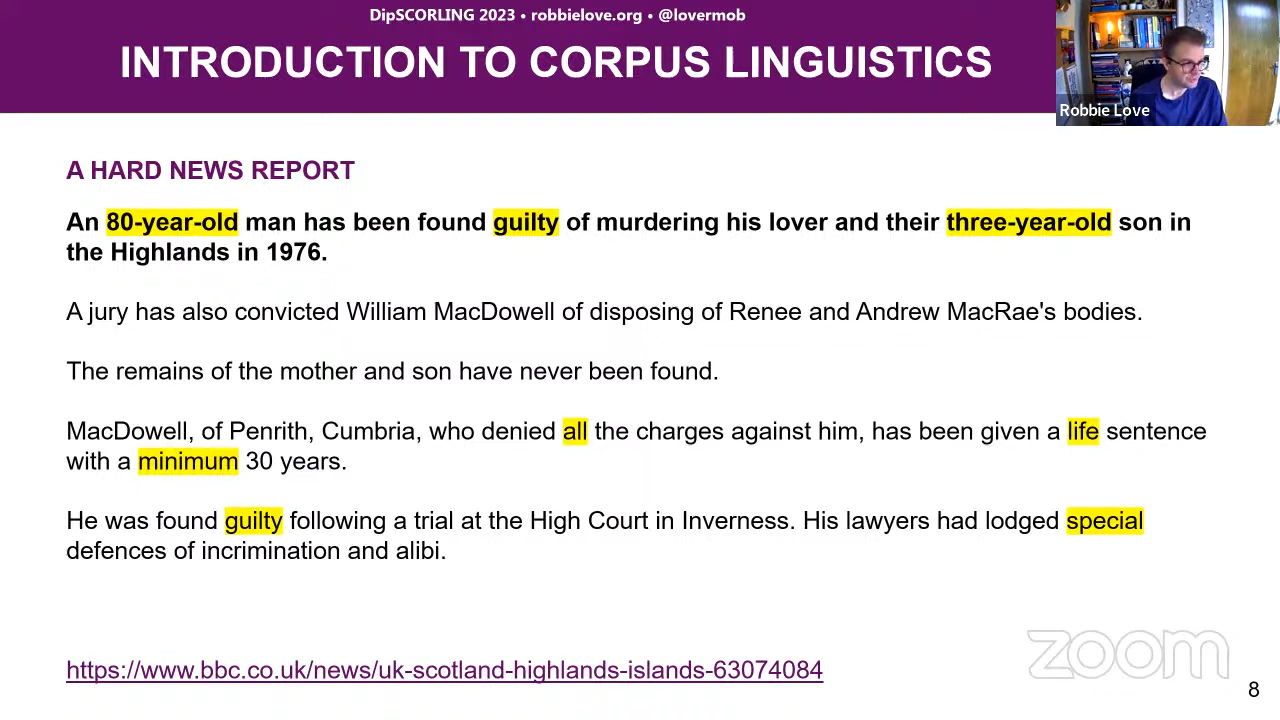 DipSCORLING 2023 • robbielove.org • @lovermob
INTRODUCTION TO CORPUS LINGUISTICS
Robbie Love
A HARD NEWS REPORT
An 80-year-old man has been found guilty of murdering his lover and their three-year-old son in
the Highlands in 1976.
A jury has also convicted William MacDowell of disposing of Renee and Andrew MacRae's bodies.
The remains of the mother and son have never been found.
MacDowell, of Penrith, Cumbria, who denied all the charges against him, has been given a life sentence
with a minimum 30 years.
He was found guilty following a trial at the High Court in Inverness. His lawyers had lodged special
defences of incrimination and alibi.
https://www.bbc.co.uk/news/uk-scotland-highlands-islands-63074084
zoom
8